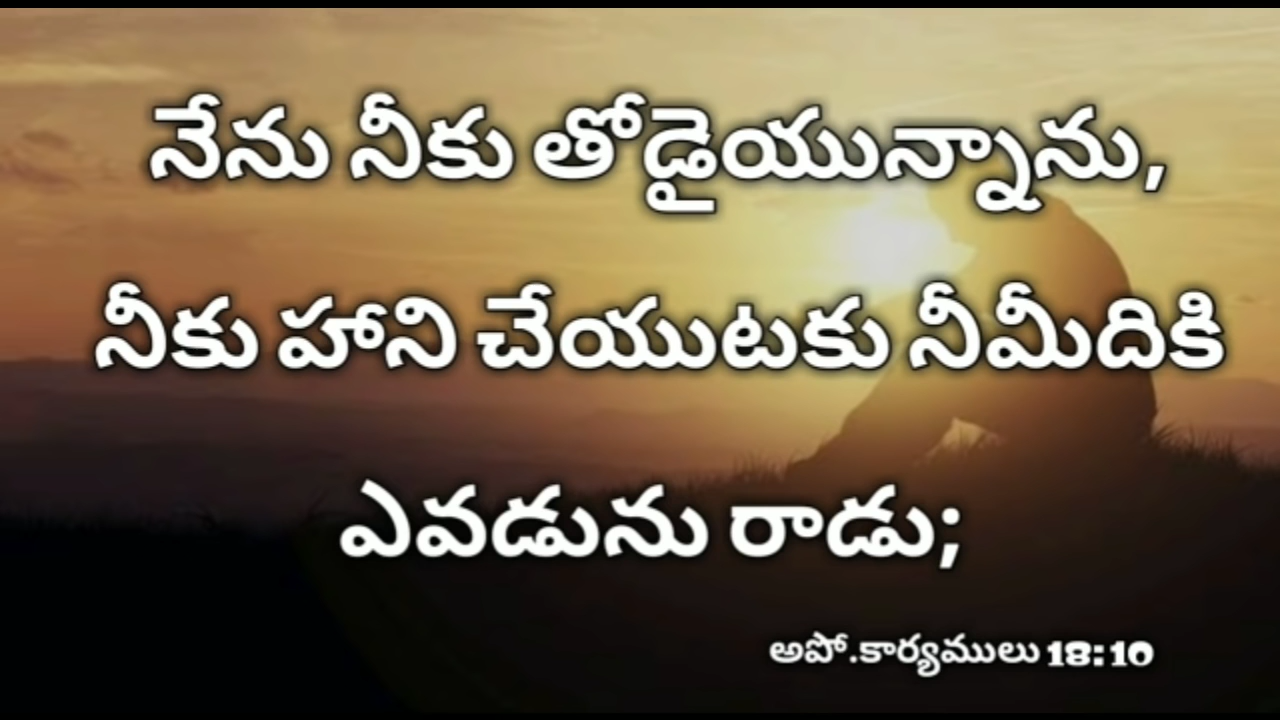 నేను నీకు తోడైయున్నాను,
నీకు హాని చేయుటకు నీమీదికి
ఎవడును రాడు;
అపో.కార్యములు 18:10